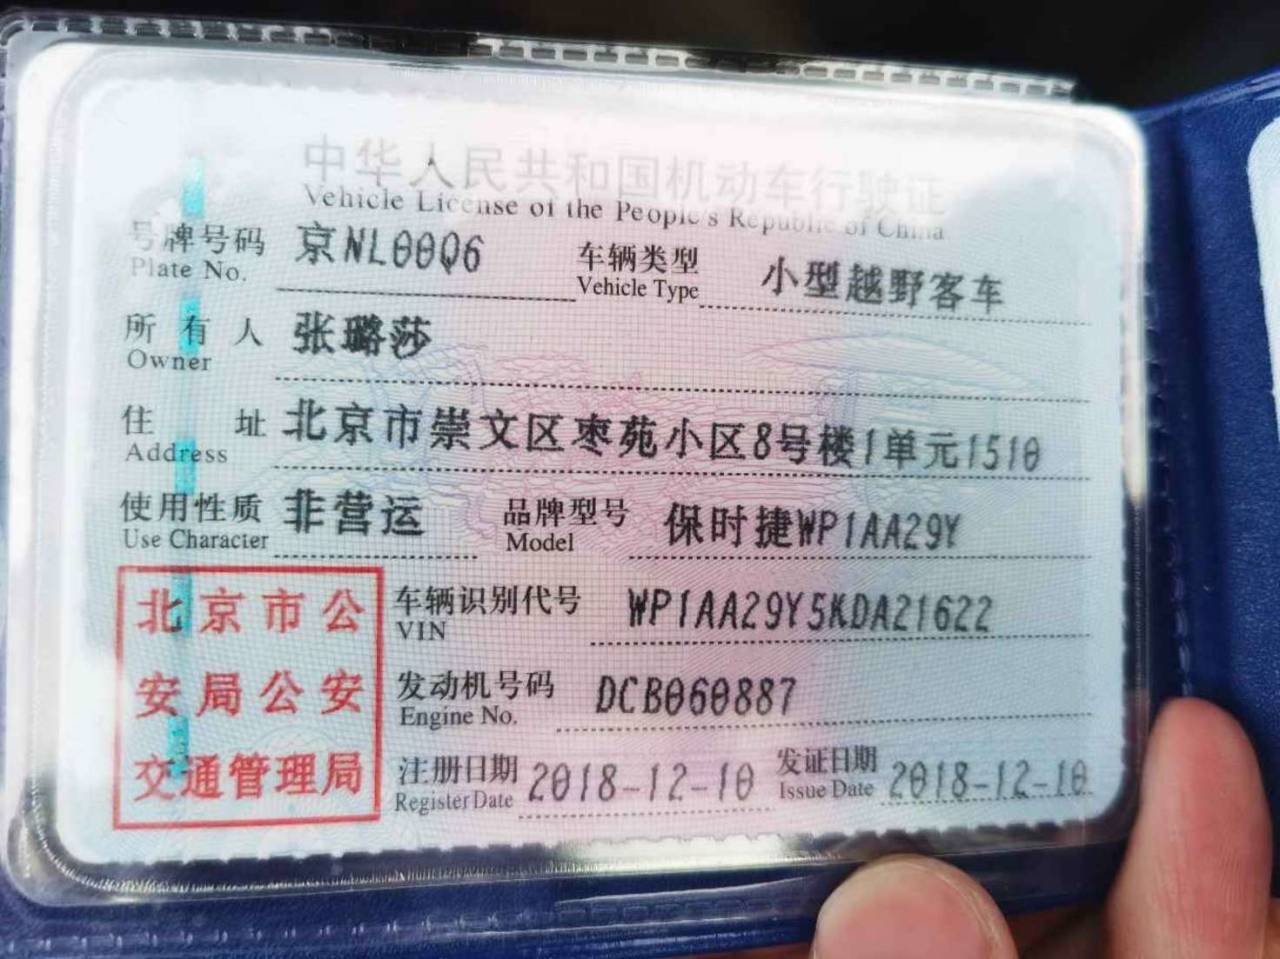 中华人民共和国机动车行驶证
Vehicle License of the People's Republic of China
号牌号码 京NL00Q6 车辆类型 小型越野客车
Plate No. Vehicle Type
所有人 张璐莎
Owner
住址 北京市崇文区枣苑小区8号楼1单元1510
Address
使用性质 非营运 品牌型号 保时捷WP1AA29Y
Use Character Model
北京市公
安局公安
交通管理局
车辆识别代号 WP1AA29Y5KDA21622
VIN
发动机号码 DCB060887
Engine No.
注册日期 2018-12-10 发证日期 2018-12-10
Register Date Issue Date